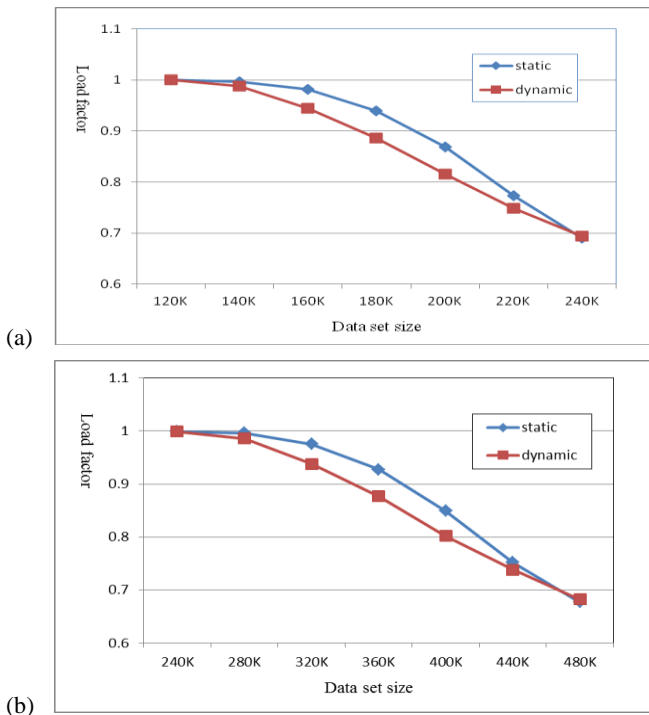 1.1
1
0.9
0.8
0.7
0.6
Load factor
static
dynamic
120K 140K 160K 180K 200K 220K 240K
Data set size
(a)
1.1
1
0.9
0.8
0.7
0.6
Load factor
static
dynamic
240K 280K 320K 360K 400K 440K 480K
Data set size
(b)